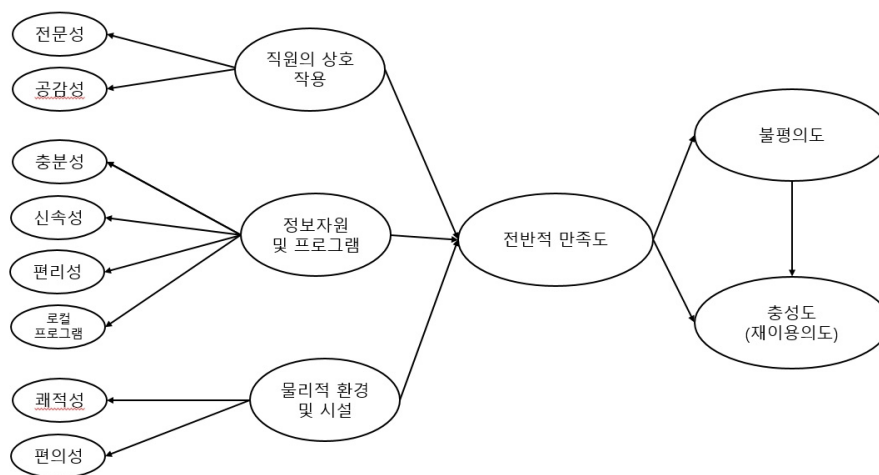 전문성
공감성
직원의 상호
작용
충분성
신속성
편리성
로컬
프로그램
정보자원
및 프로그램
쾌적성
편의성
물리적 환경
및 시설
전반적 만족도
불평의도
충성도
(재이용의도)